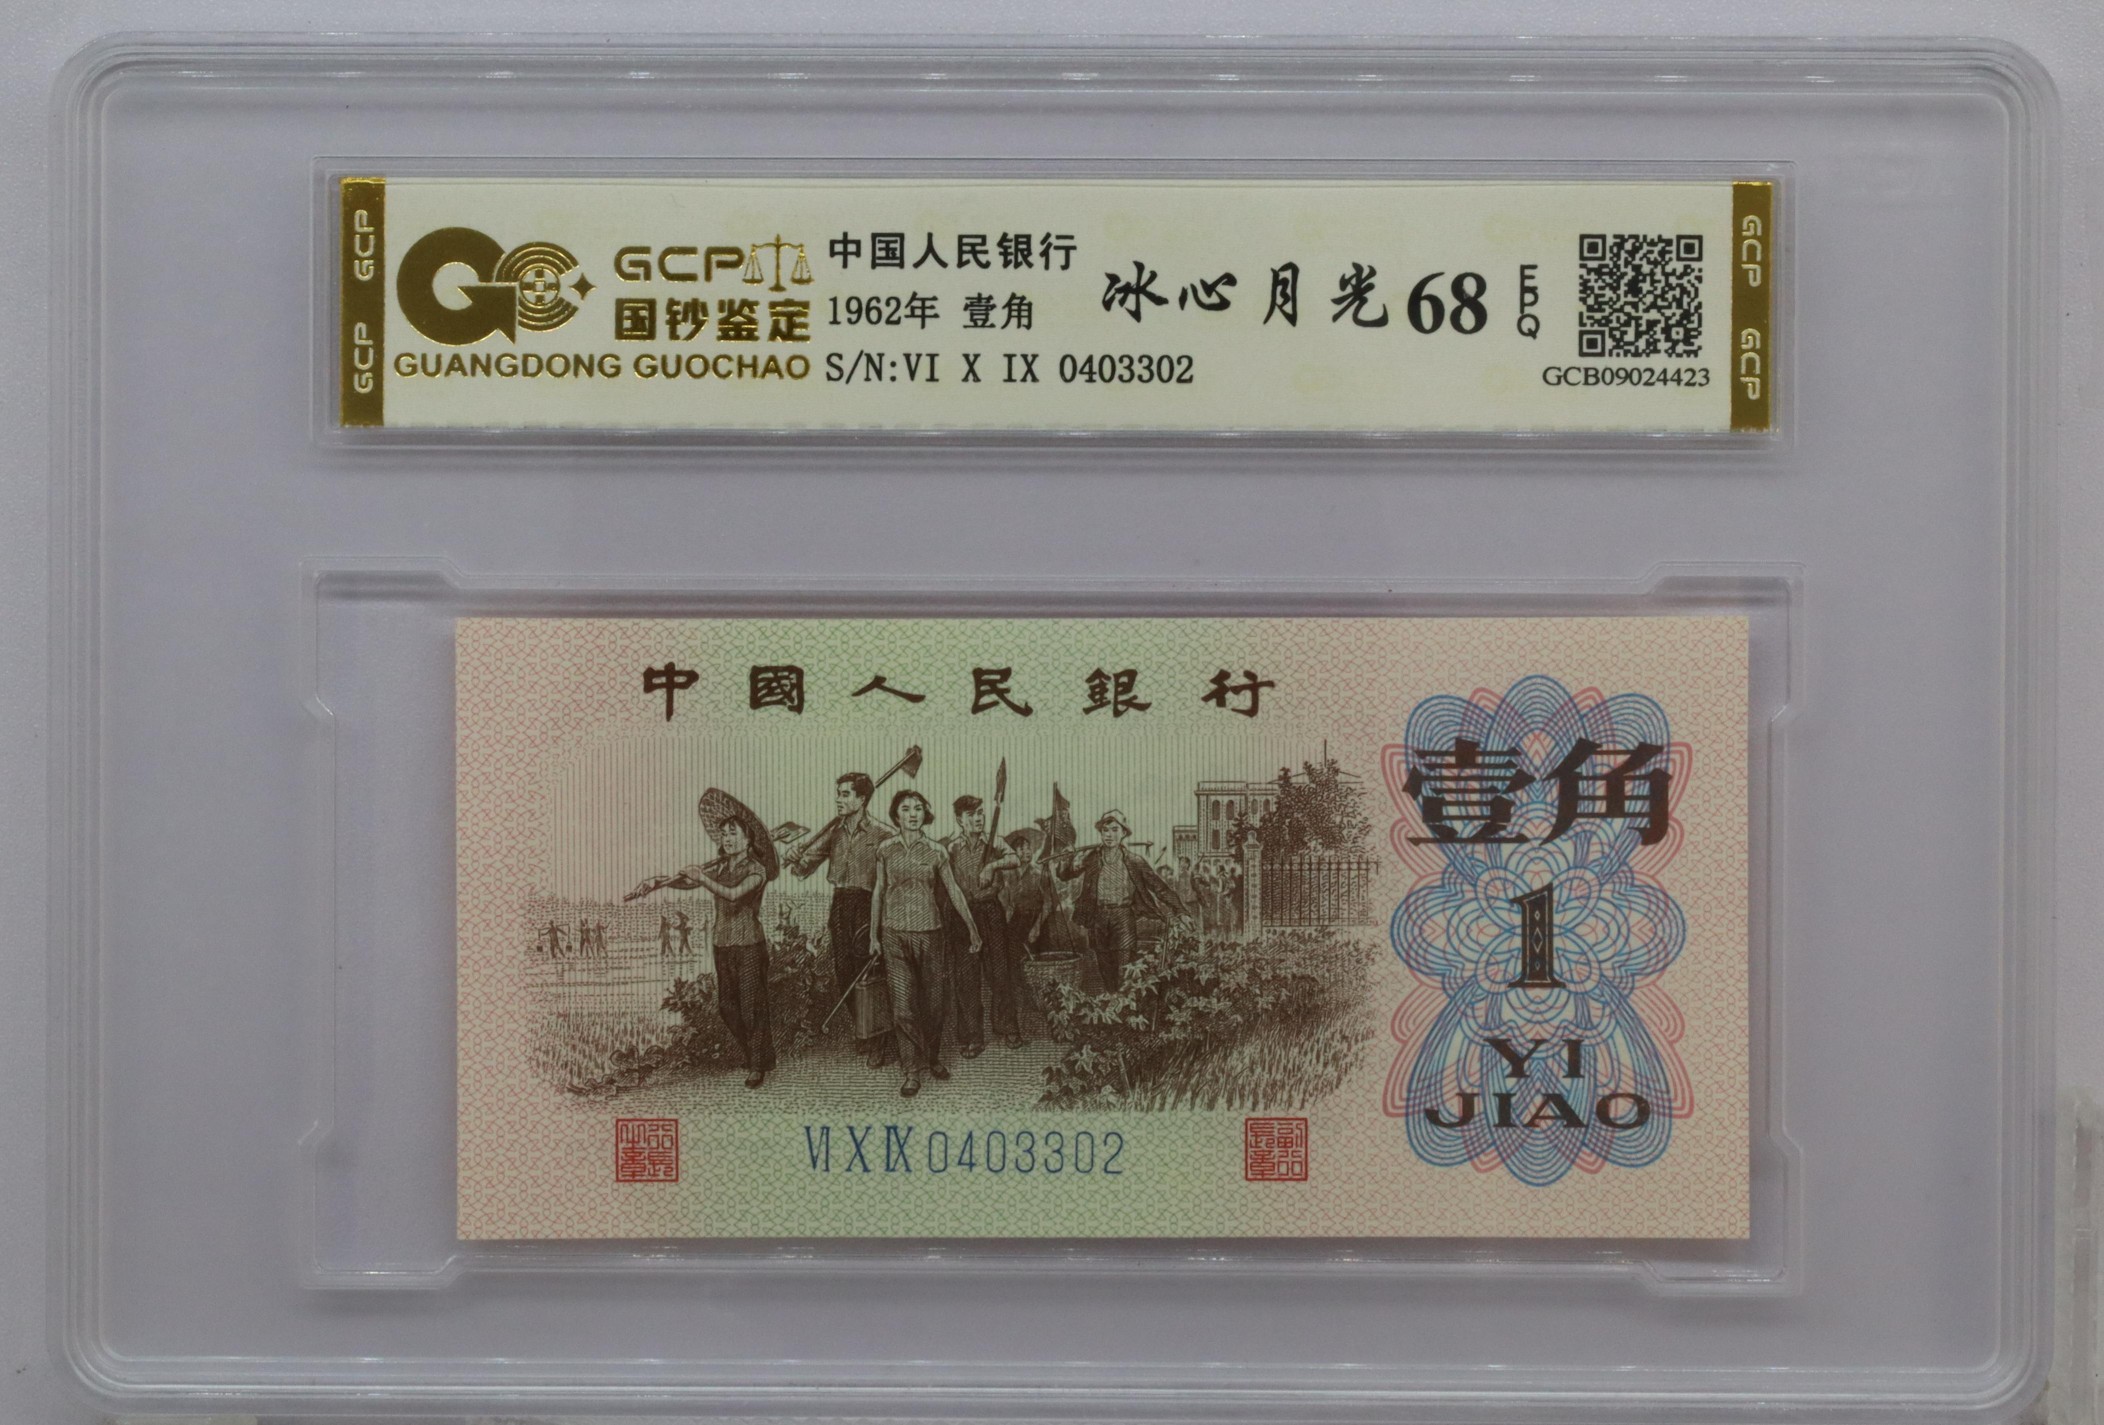 GCP GCP
GCP
国钞鉴定
GUANGDONG GUOCHAO
中国人民银行
1962年 壹角
S/N:VI X IX 0403302
冰心月光 68 EPQ
GCB09024423
GCP GCP
中國人民銀行
壹角
1
YI
JIAO
VI X IX 0403302